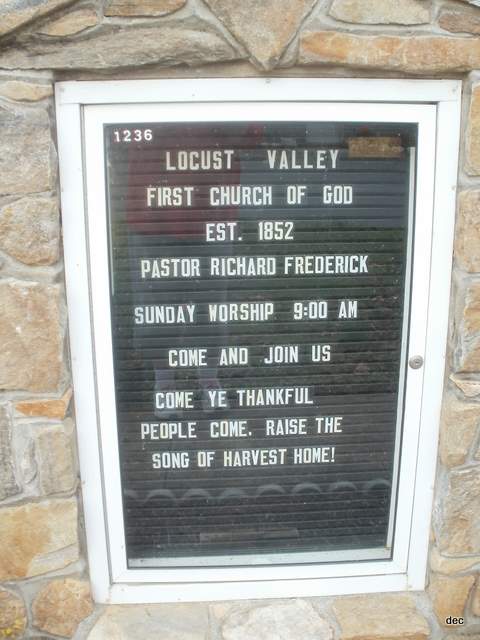 1236
LOCUST VALLEY
FIRST CHURCH OF GOD
EST. 1852
PASTOR RICHARD FREDERICK
SUNDAY WORSHIP 9:00 AM
COME AND JOIN US
COME YE THANKFUL
PEOPLE COME. RAISE THE
SONG OF HARVEST HOME!
dec